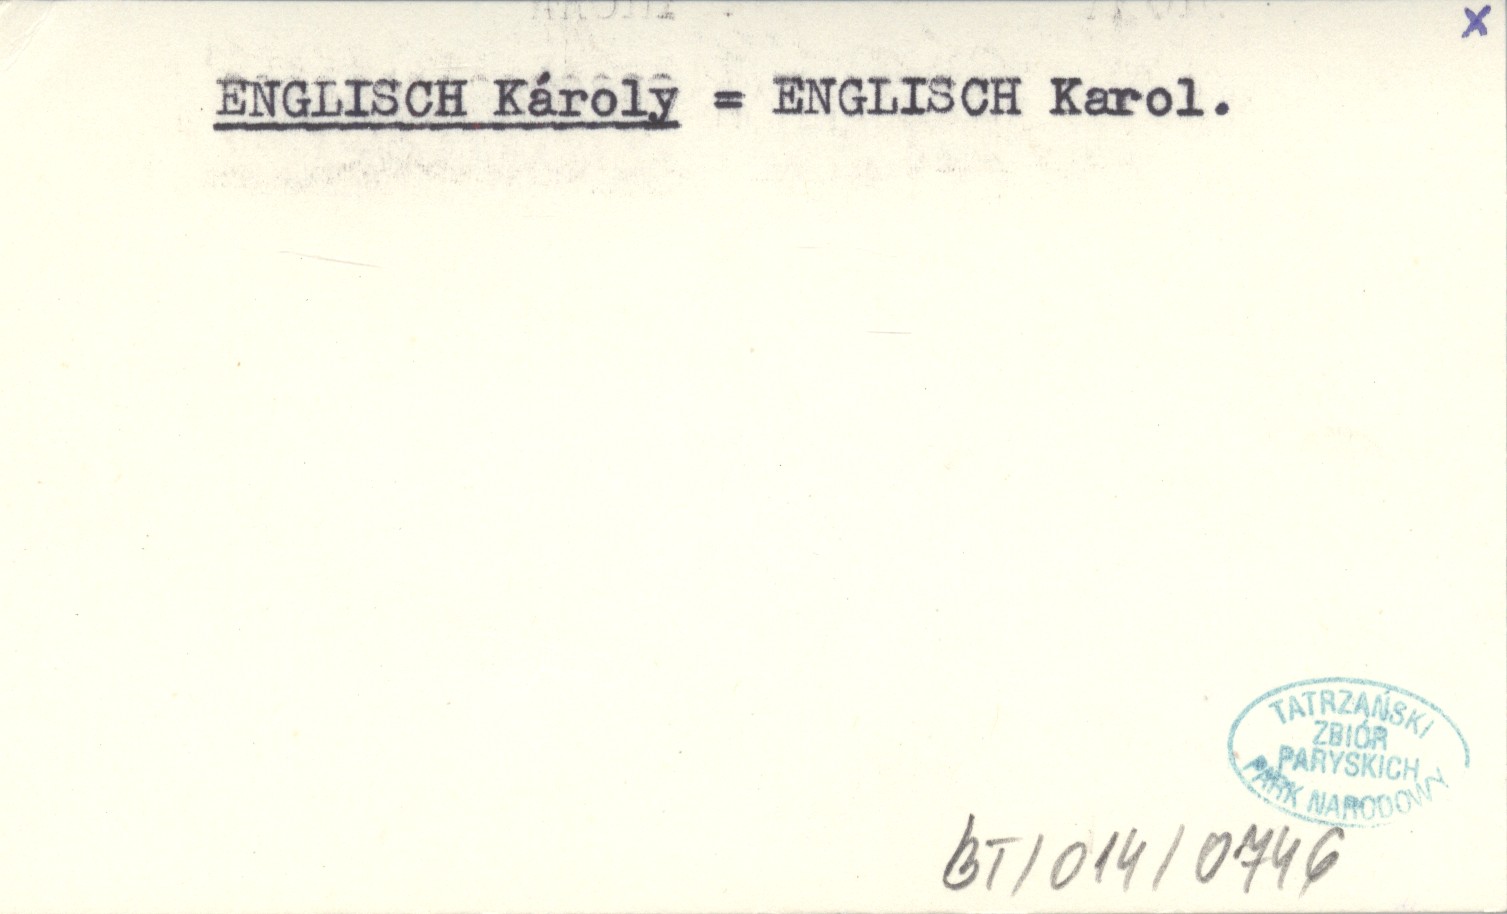 x
ENGLISCH Károly = ENGLISCH Karol.
TATRZAŃSKI
ZBIÓR
PARYSKICH
PARK NARODOWY
BT/014/0746